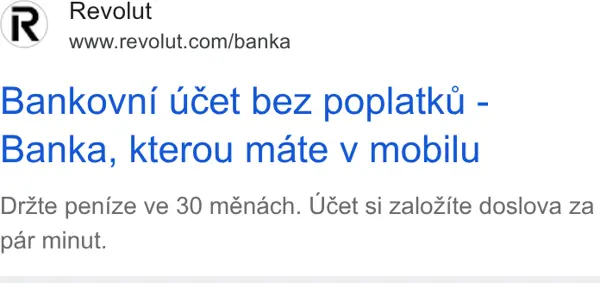 Revolut
www.revolut.com/banka
Bankovní účet bez poplatků -
Banka, kterou máte v mobilu
Držte peníze ve 30 měnách. Účet si založíte doslova za
pár minut.